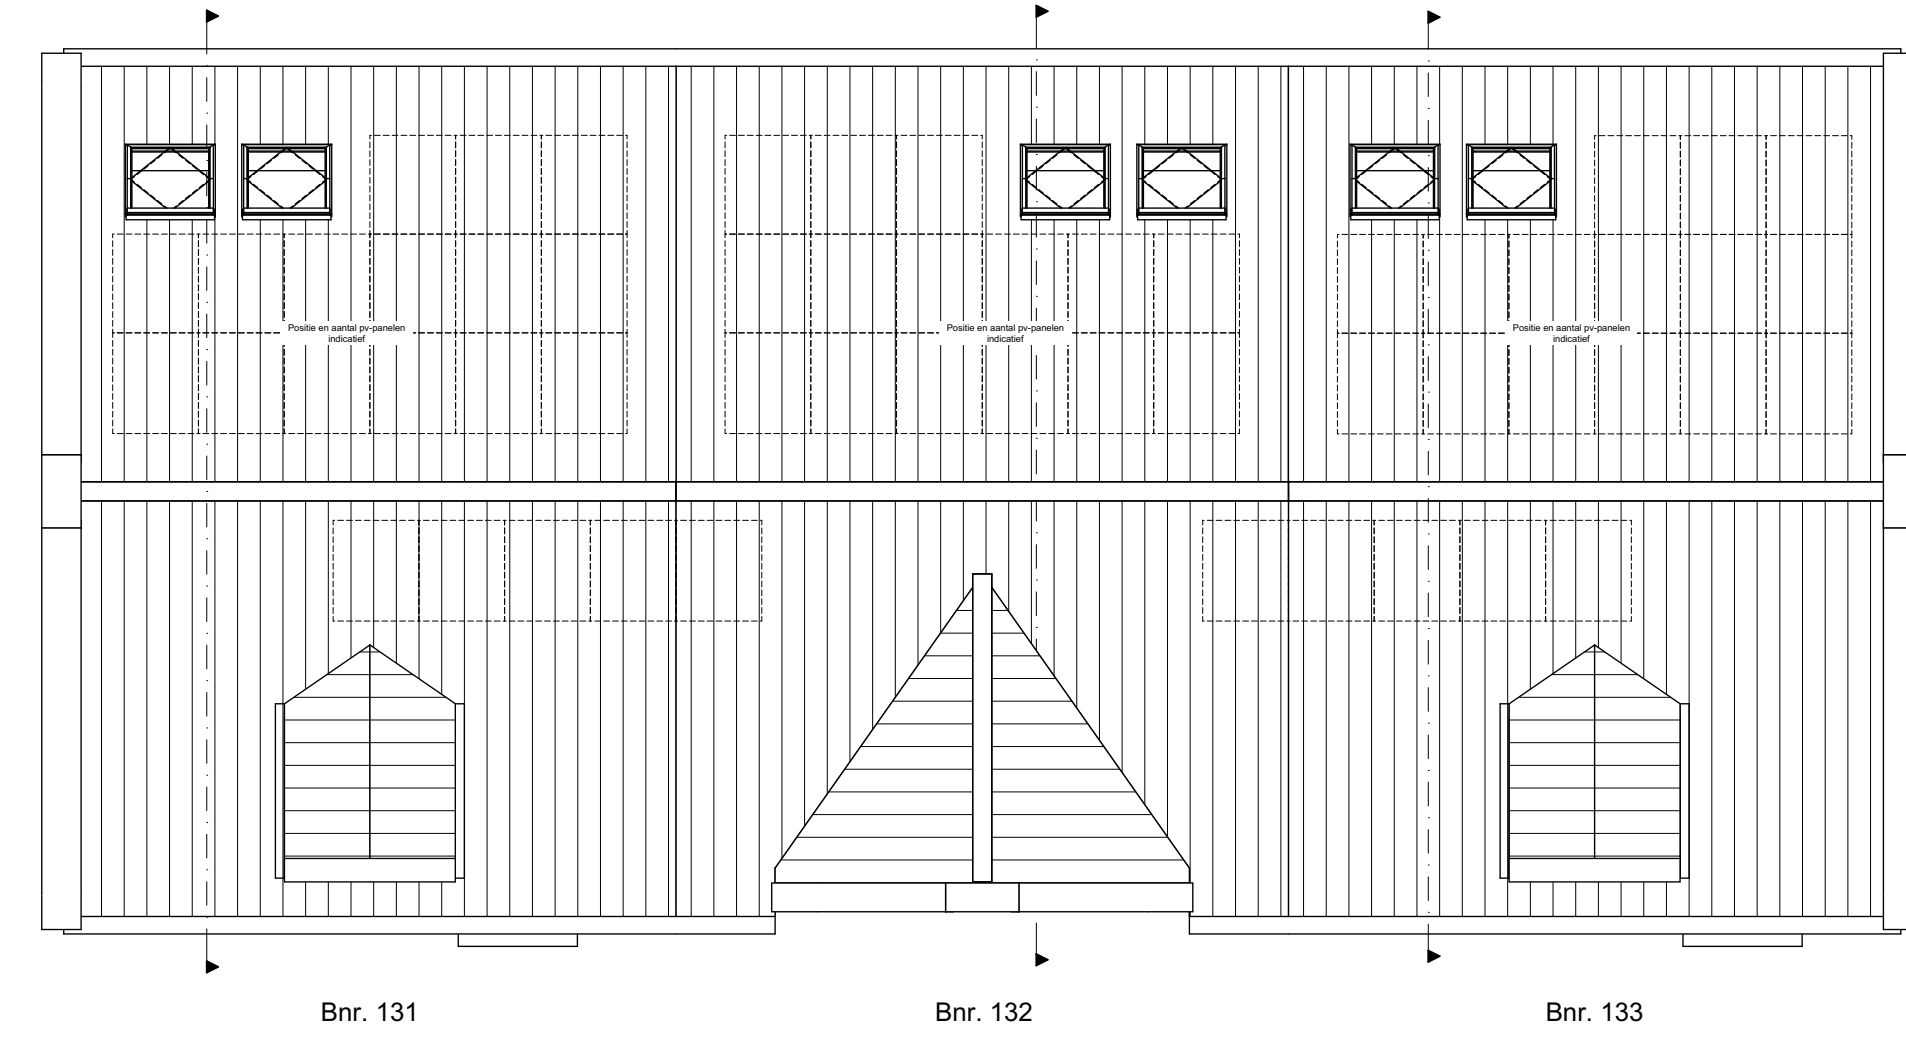 Positie en aantal pv-panelen
indicatief
Positie en aantal pv-panelen
indicatief
Positie en aantal pv-panelen
indicatief
Bnr. 131
Bnr. 132
Bnr. 133